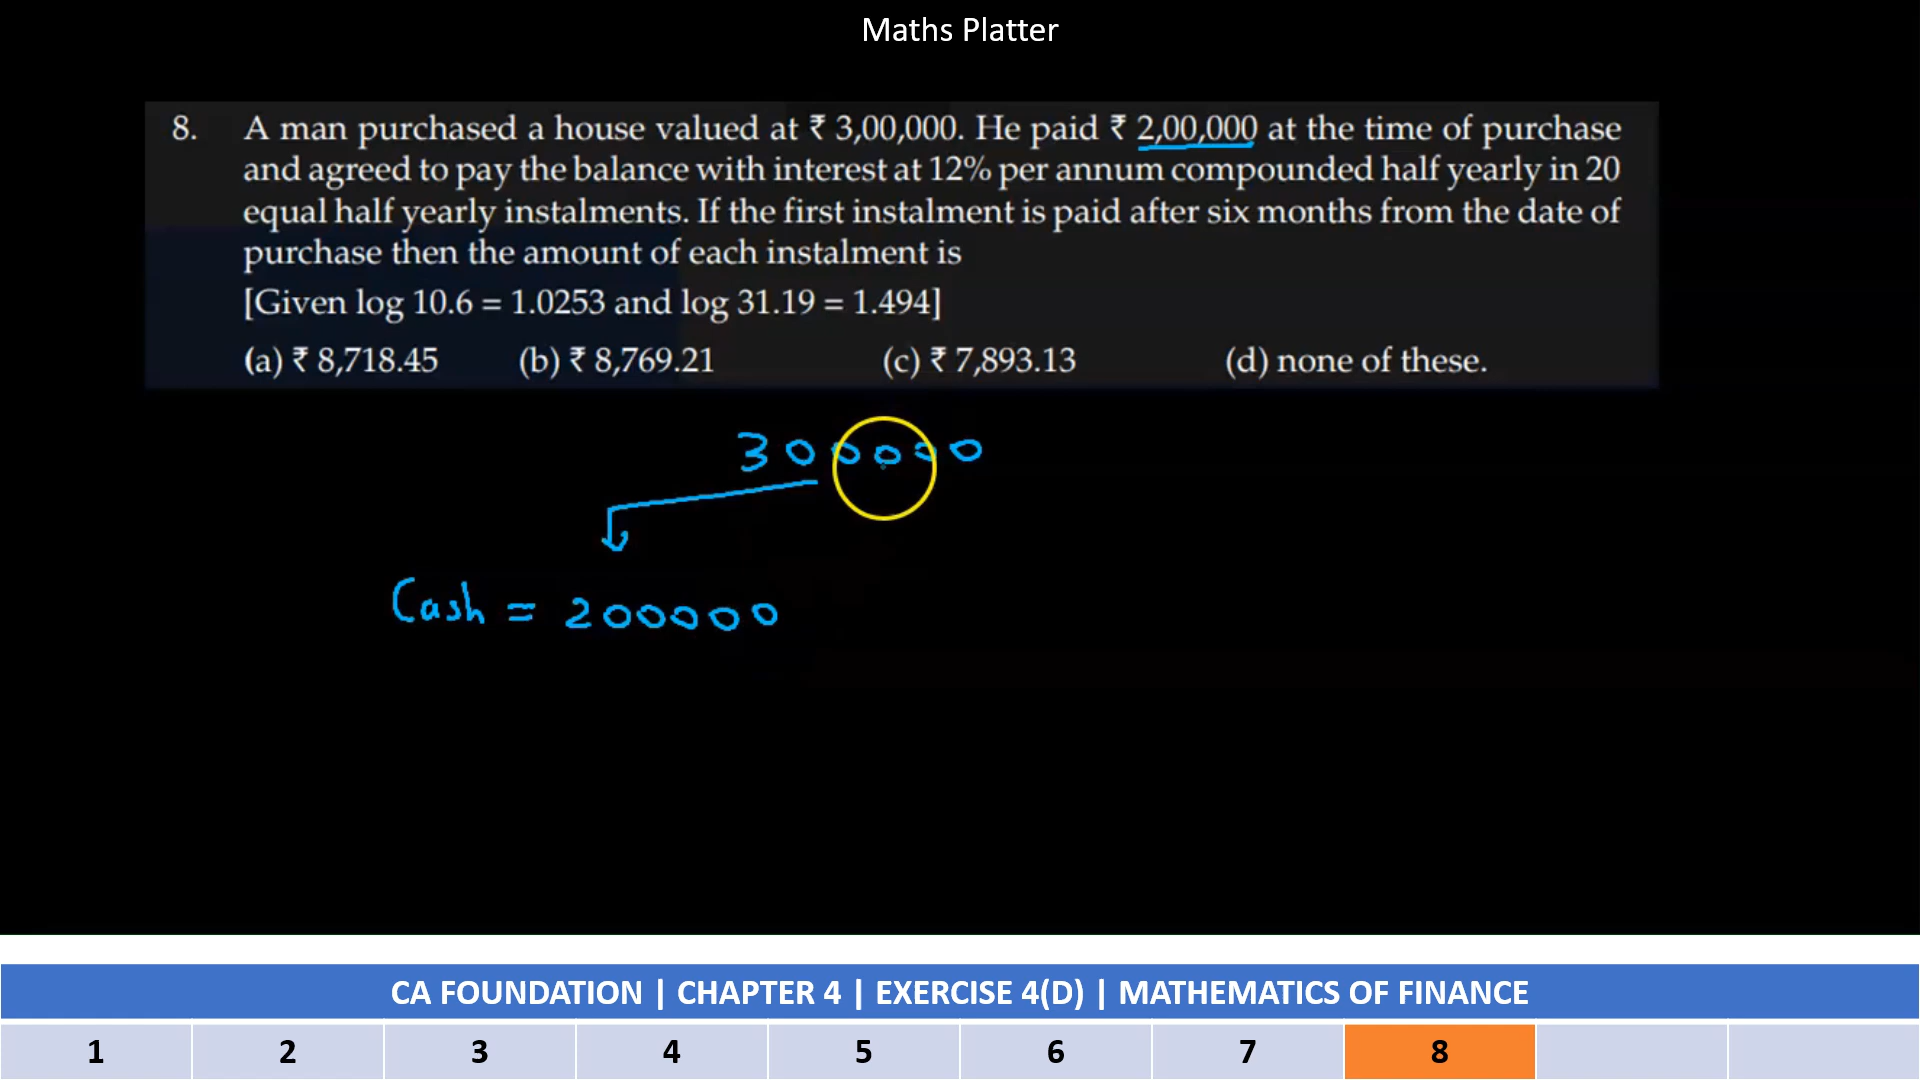 Maths Platter
8. A man purchased a house valued at ₹ 3,00,000. He paid ₹ 2,00,000 at the time of purchase
and agreed to pay the balance with interest at 12% per annum compounded half yearly in 20
equal half yearly instalments. If the first instalment is paid after six months from the date of
purchase then the amount of each instalment is
[Given log 10.6 = 1.0253 and log 31.19 = 1.494]
(a) ₹ 8,718.45 (b) ₹ 8,769.21 (c) ₹ 7,893.13 (d) none of these.
300000
Cash = 200000
CA FOUNDATION | CHAPTER 4 | EXERCISE 4(D) | MATHEMATICS OF FINANCE
1 2 3 4 5 6 7 8